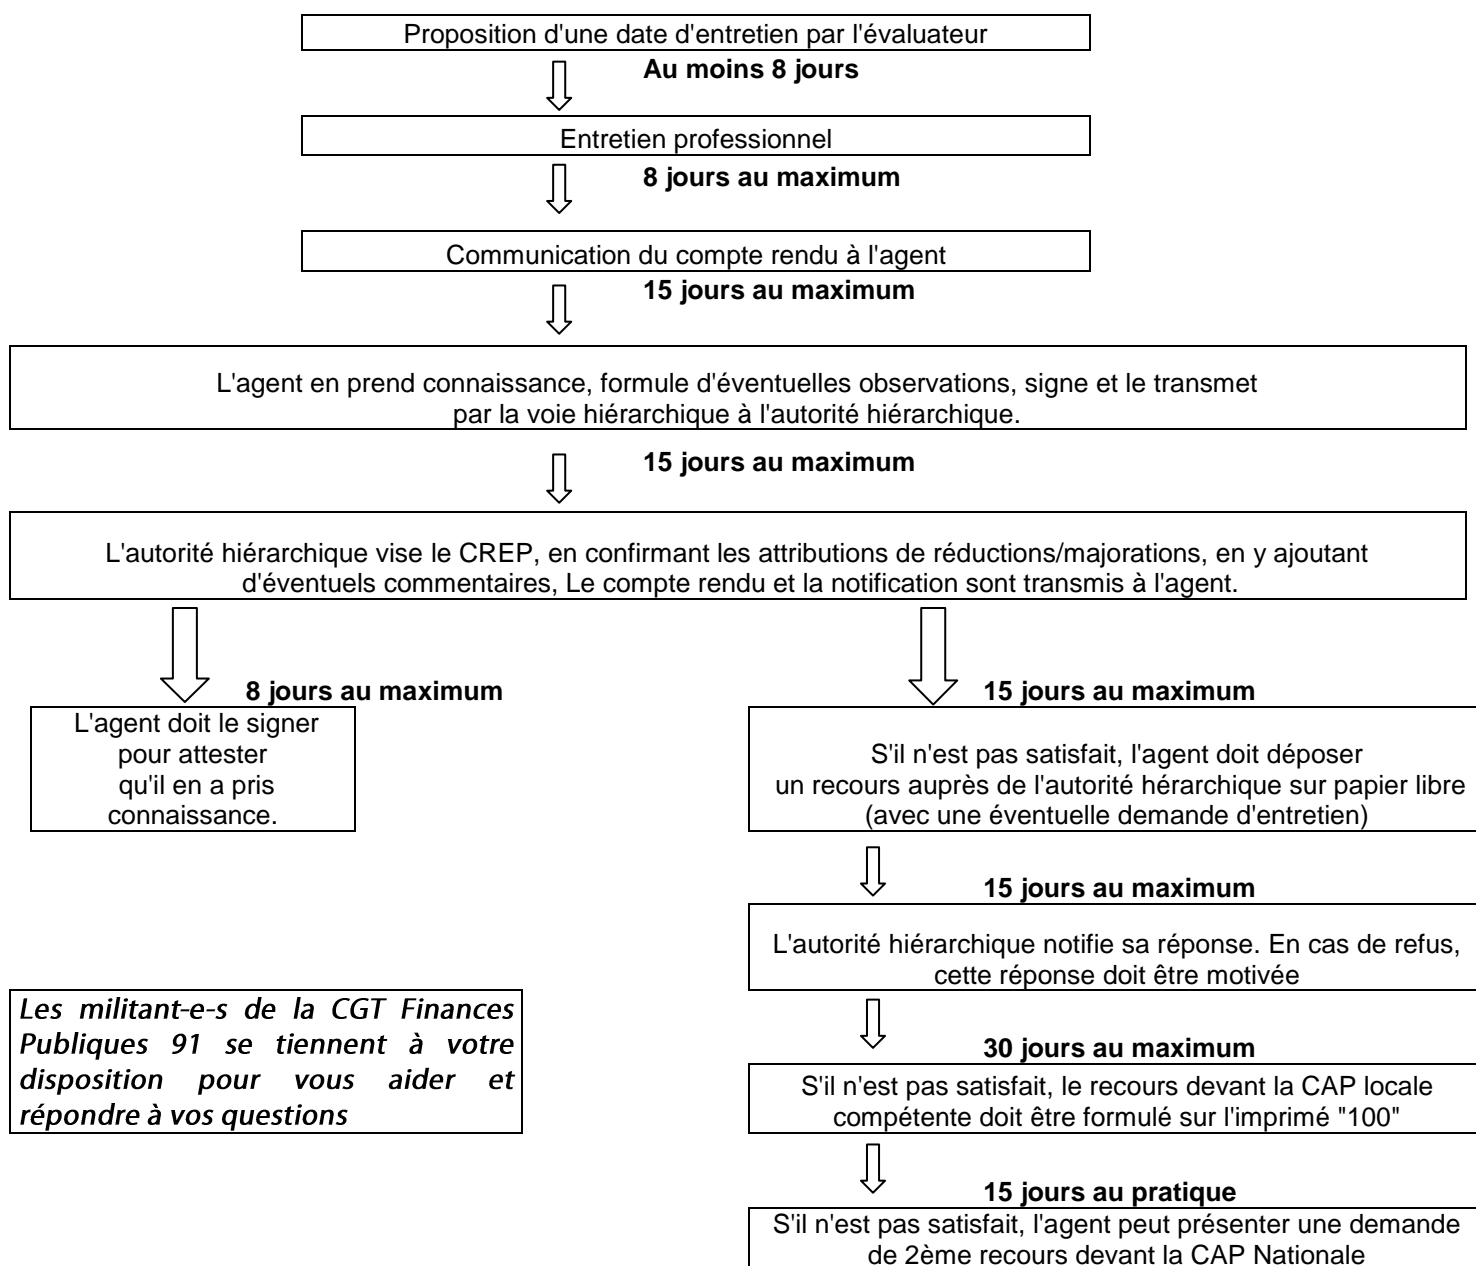 Proposition d'une date d'entretien par l'évaluateur
Au moins 8 jours
Entretien professionnel
8 jours au maximum
Communication du compte rendu à l'agent
15 jours au maximum
L'agent en prend connaissance, formule d'éventuelles observations, signe et le transmet
par la voie hiérarchique à l'autorité hiérarchique.
15 jours au maximum
L'autorité hiérarchique vise le CREP, en confirmant les attributions de réductions/majorations, en y ajoutant
d'éventuels commentaires, Le compte rendu et la notification sont transmis à l'agent.
8 jours au maximum
L'agent doit le signer
pour attester
qu'il en a pris
connaissance.
15 jours au maximum
S'il n'est pas satisfait, l'agent doit déposer
un recours auprès de l'autorité hérarchique sur papier libre
(avec une éventuelle demande d'entretien)
15 jours au maximum
L'autorité hiérarchique notifie sa réponse. En cas de refus,
cette réponse doit être motivée
Les militant-e-s de la CGT Finances
Publiques 91 se tiennent à votre
disposition pour vous aider et
répondre à vos questions
30 jours au maximum
S'il n'est pas satisfait, le recours devant la CAP locale
compétente doit être formulé sur l'imprimé "100"
15 jours au pratique
S'il n'est pas satisfait, l'agent peut présenter une demande
de 2ème recours devant la CAP Nationale